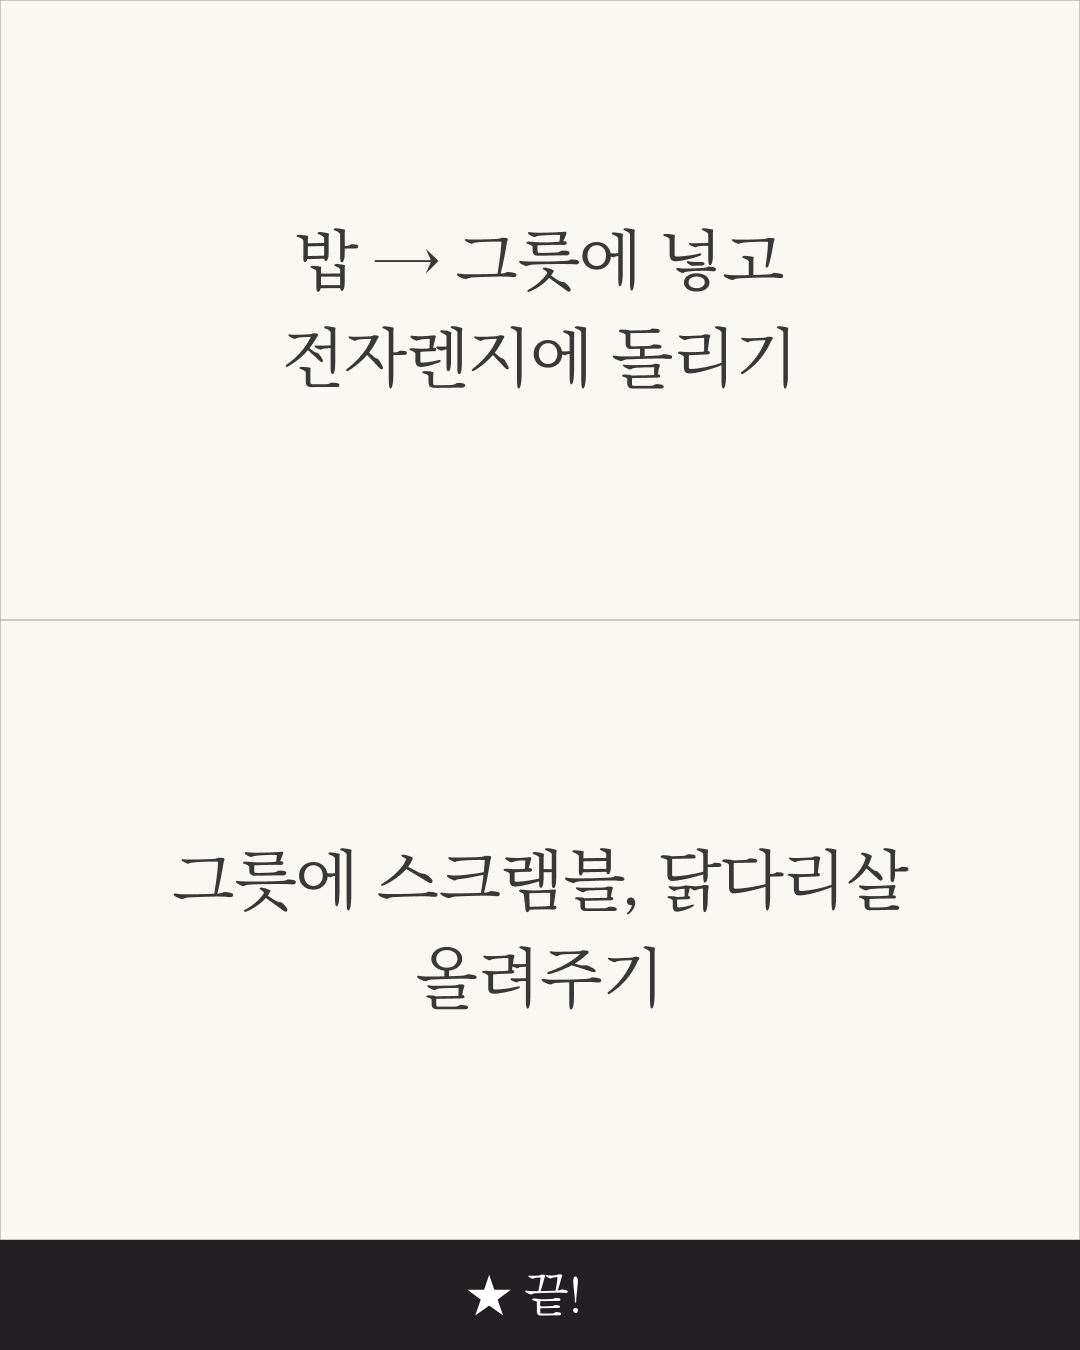 밥 → 그릇에 넣고
전자렌지에 돌리기
그릇에 스크램블, 닭다리살
올려주기
★ 끝!